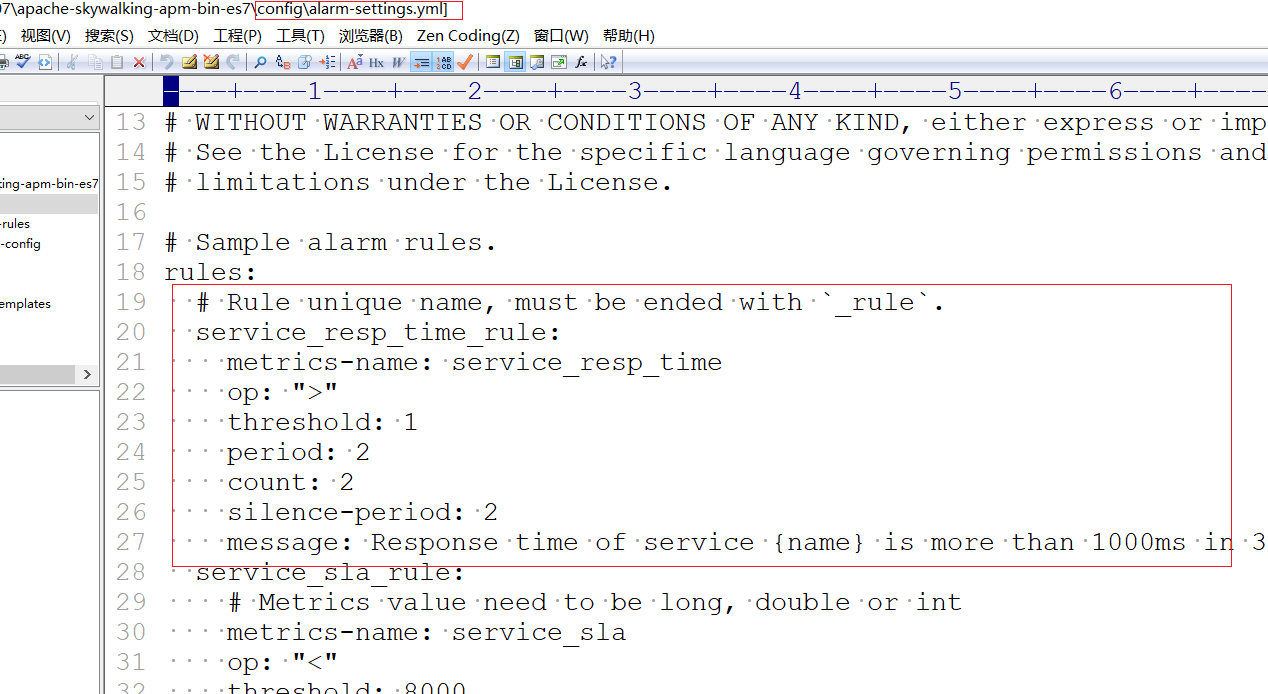 07\apache-skywalking-apm-bin-es7\config\alarm-settings.yml]
E) 视图(V) 搜索(S) 文档(D) 工程(P) 工具(T) 浏览器(B) Zen Coding(Z) 窗口(W) 帮助(H)
----+----1----+----2----+----3----+----4----+----5----+----6----+----
ting-apm-bin-es7
-rules
-config
emplates
13 # WITHOUT WARRANTIES OR CONDITIONS OF ANY KIND, either express or imp
14 # See the License for the specific language governing permissions and
15 # limitations under the License.
16
17 # Sample alarm rules.
18 rules:
19   # Rule unique name, must be ended with `_rule`.
20   service_resp_time_rule:
21     metrics-name: service_resp_time
22     op: ">"
23     threshold: 1
24     period: 2
25     count: 2
26     silence-period: 2
27     message: Response time of service {name} is more than 1000ms in 3
28   service_sla_rule:
29     # Metrics value need to be long, double or int
30     metrics-name: service_sla
31     op: "<"
32     threshold: 8000